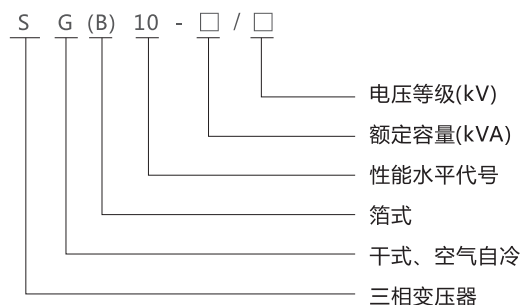 S G (B) 10 - □ / □
电压等级(kV)
额定容量(kVA)
性能水平代号
箔式
干式、空气自冷
三相变压器